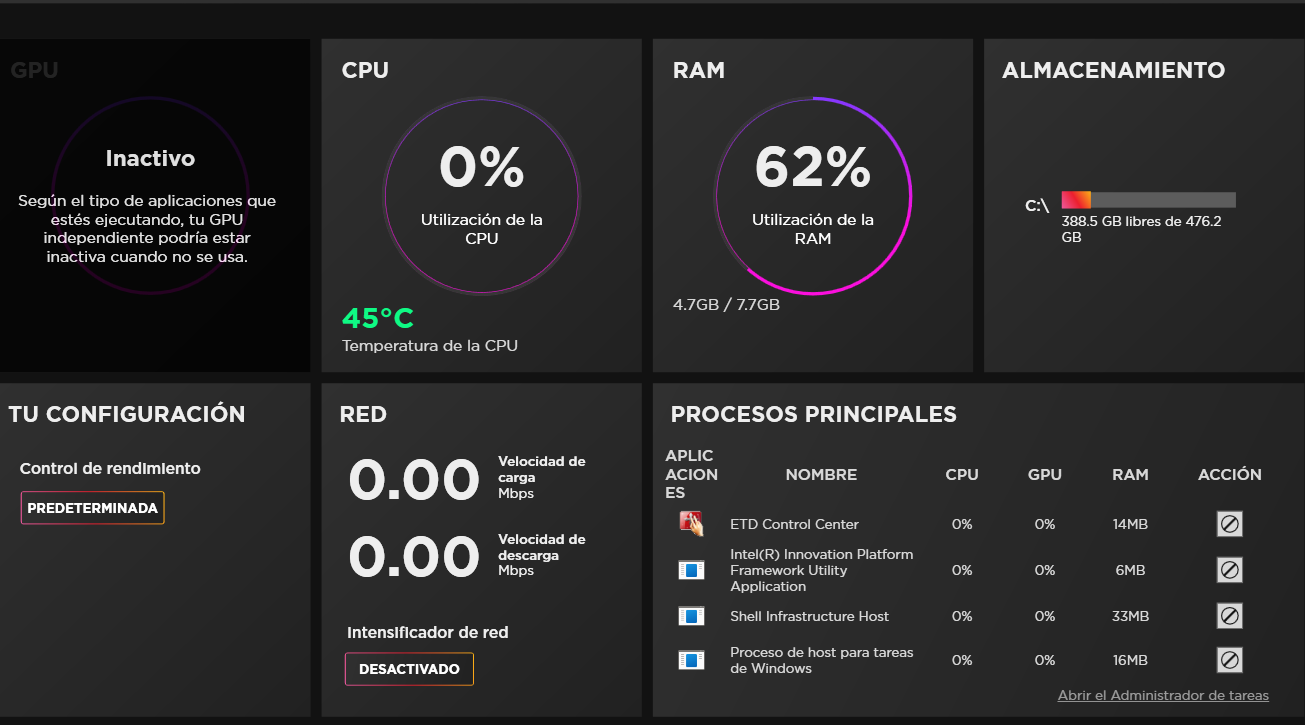 GPU
Inactivo
Según el tipo de aplicaciones que
estés ejecutando, tu GPU
independiente podría estar
inactiva cuando no se usa.
CPU
0%
Utilización de la
CPU
45°C
Temperatura de la CPU
RAM
62%
Utilización de la
RAM
4.7GB / 7.7GB
ALMACENAMIENTO
C:\
388.5 GB libres de 476.2
GB
TU CONFIGURACIÓN
Control de rendimiento
PREDETERMINADA
RED
0.00
Velocidad de
carga
Mbps
0.00
Velocidad de
descarga
Mbps
Intensificador de red
DESACTIVADO
PROCESOS PRINCIPALES
APLIC
ACION
ES
NOMBRE CPU GPU RAM ACCIÓN
ETD Control Center 0% 0% 14MB
Intel(R) Innovation Platform
Framework Utility 0% 0% 6MB
Application
Shell Infrastructure Host 0% 0% 33MB
Proceso de host para tareas
de Windows 0% 0% 16MB
Abrir el Administrador de tareas